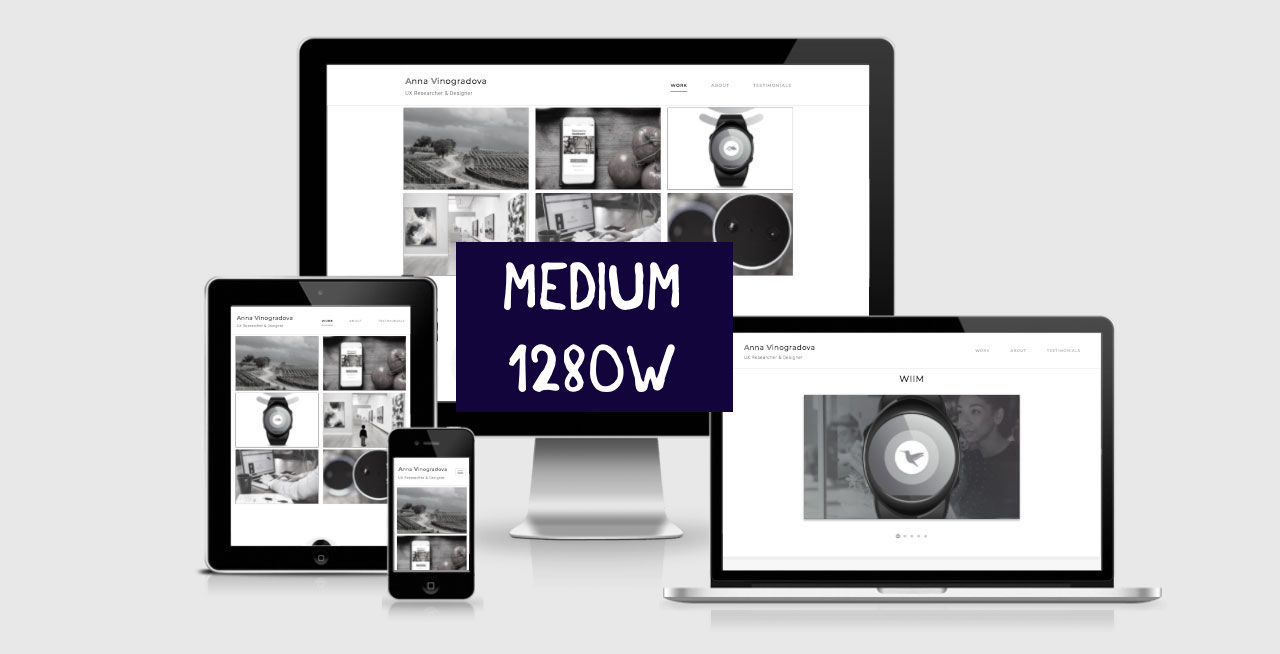 Anna Vinogradova
UX Researcher & Designer
WORK ABOUT TESTIMONIALS
MEDIUM
1280W
Anna Vinogradova
UX Researcher & Designer
WORK ABOUT TESTIMONIALS
Anna Vinogradova
UX Researcher & Designer
Anna Vinogradova
UX Researcher & Designer
WORK ABOUT TESTIMONIALS
WIIM